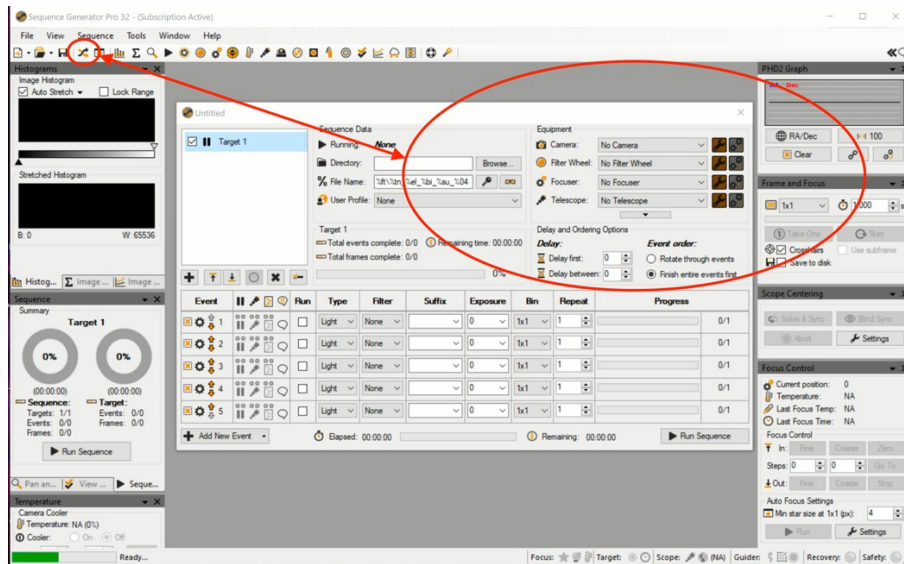 Sequence Generator Pro 32 - (Subscription Active)
File View Sequence Tools Window Help
Histograms
Image Histogram
Auto Stretch Lock Range
Stretched Histogram
B: 0 W: 65536
Histog... Image ... Image ...
Sequence
Summary
Target 1
0% 0%
(00:00:00) (00:00:00)
Sequence: Target:
Targets: 1/1 Events: 0/0
Events: 0/0 Frames: 0/0
Frames: 0/0
Run Sequence
Pan an... View ... Seque...
Temperature
Camera Cooler
Temperature: NA (0%)
Cooler: On Off
Ready...
Untitled
Target 1
Sequence Data
Running: None
Directory: Browse...
File Name: %ft\%tn_%el_%bi_%su_%04
User Profile: None
Target 1
Total events complete: 0/0 Remaining time: 00:00:00
Total frames complete: 0/0
0%
Equipment
Camera: No Camera
Filter Wheel: No Filter Wheel
Focuser: No Focuser
Telescope: No Telescope
Delay and Ordering Options
Delay: Event order:
Delay first: 0 Rotate through events
Delay between: 0 Finish entire events first
Event Run Type Filter Suffix Exposure Bin Repeat Progress
1 Light None 0 1x1 1 0/1
2 Light None 0 1x1 1 0/1
3 Light None 0 1x1 1 0/1
4 Light None 0 1x1 1 0/1
5 Light None 0 1x1 1 0/1
Add New Event Elapsed: 00:00:00 Remaining: 00:00:00 Run Sequence
PHD2 Graph
RA, Dec
RA/Dec 100
Clear
Frame and Focus
1x1 s
Take One Start
Crosshairs Use subframe
Save to disk
Scope Centering
Solve & Sync Blind Sync
Abort Settings
Focus Control
Current position: 0
Temperature: NA
Last Focus Temp: NA
Last Focus Time: NA
Focus Control
In: Fine Coarse Zero
Steps: 0 0 Go To
Out: Fine Coarse Stop
Auto Focus Settings
Min star size at 1x1 (px): 4
Run Settings
Focus: Target: Scope: (NA) Guider: Recovery: Safety: